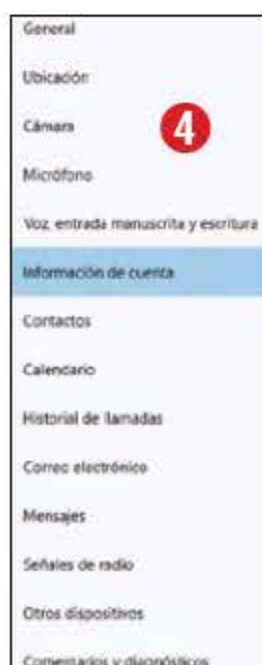 General
Ubicación
Cámara
4
Micrófono
Voz, entrada manuscrita y escritura
Información de cuenta
Contactos
Calendario
Historial de llamadas
Correo electrónico
Mensajes
Señales de radio
Otros dispositivos
Comentarios y diagnósticos